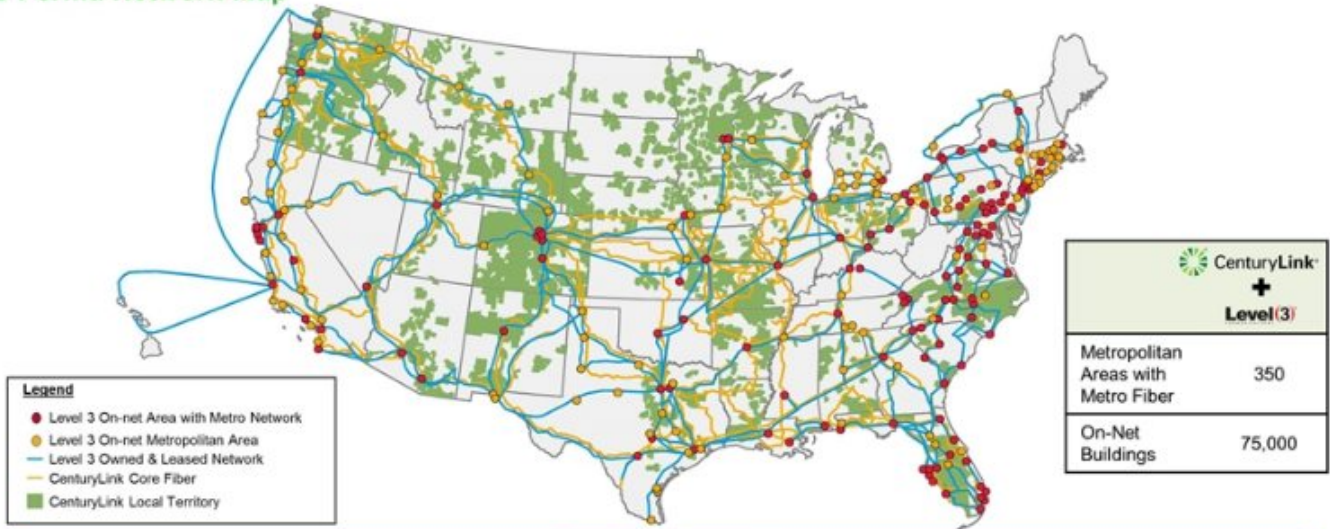 CenturyLink
+
Level(3)
Metropolitan
Areas with
Metro Fiber
350
On-Net
Buildings
75,000
Legend
Level 3 On-net Area with Metro Network
Level 3 On-net Metropolitan Area
Level 3 Owned & Leased Network
CenturyLink Core Fiber
CenturyLink Local Territory